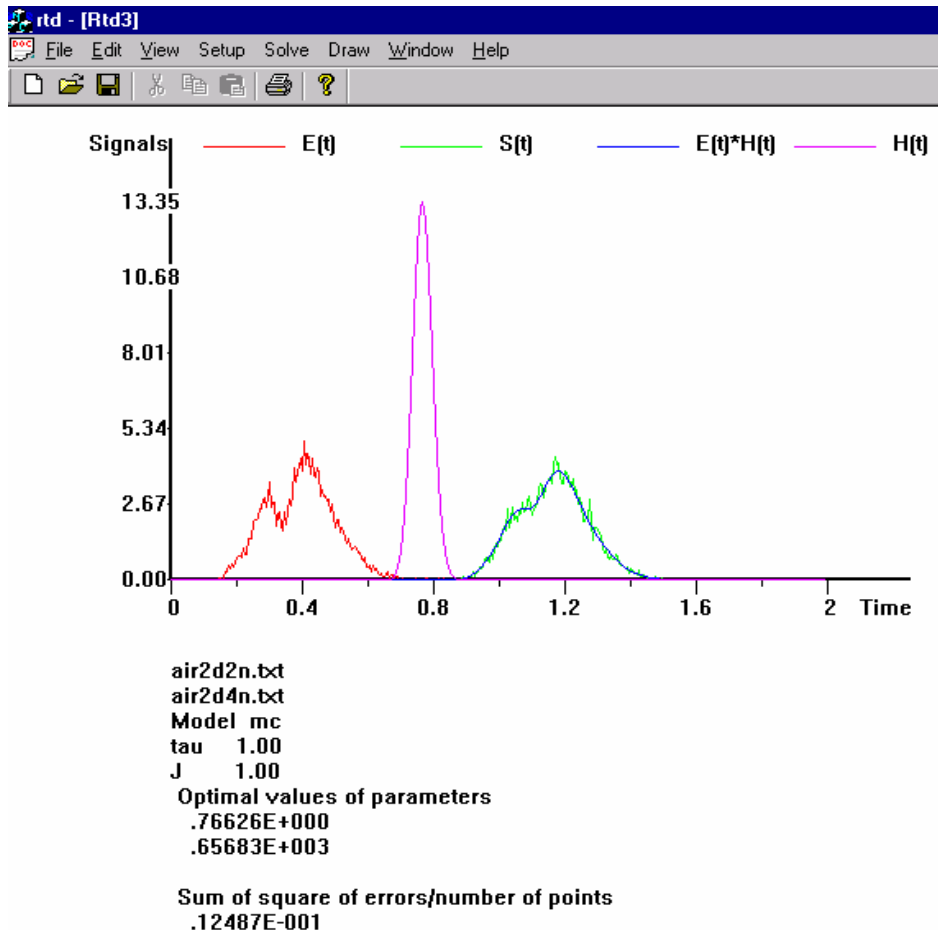 rtd - [Rtd3]
File Edit View Setup Solve Draw Window Help
Signals E(t) S(t) E(t)*H(t) H(t)
13.35
10.68
8.01
5.34
2.67
0.00
0 0.4 0.8 1.2 1.6 2 Time
air2d2n.txt
air2d4n.txt
Model mc
tau 1.00
J 1.00
Optimal values of parameters
.76626E+000
.65683E+003
Sum of square of errors/number of points
.12487E-001